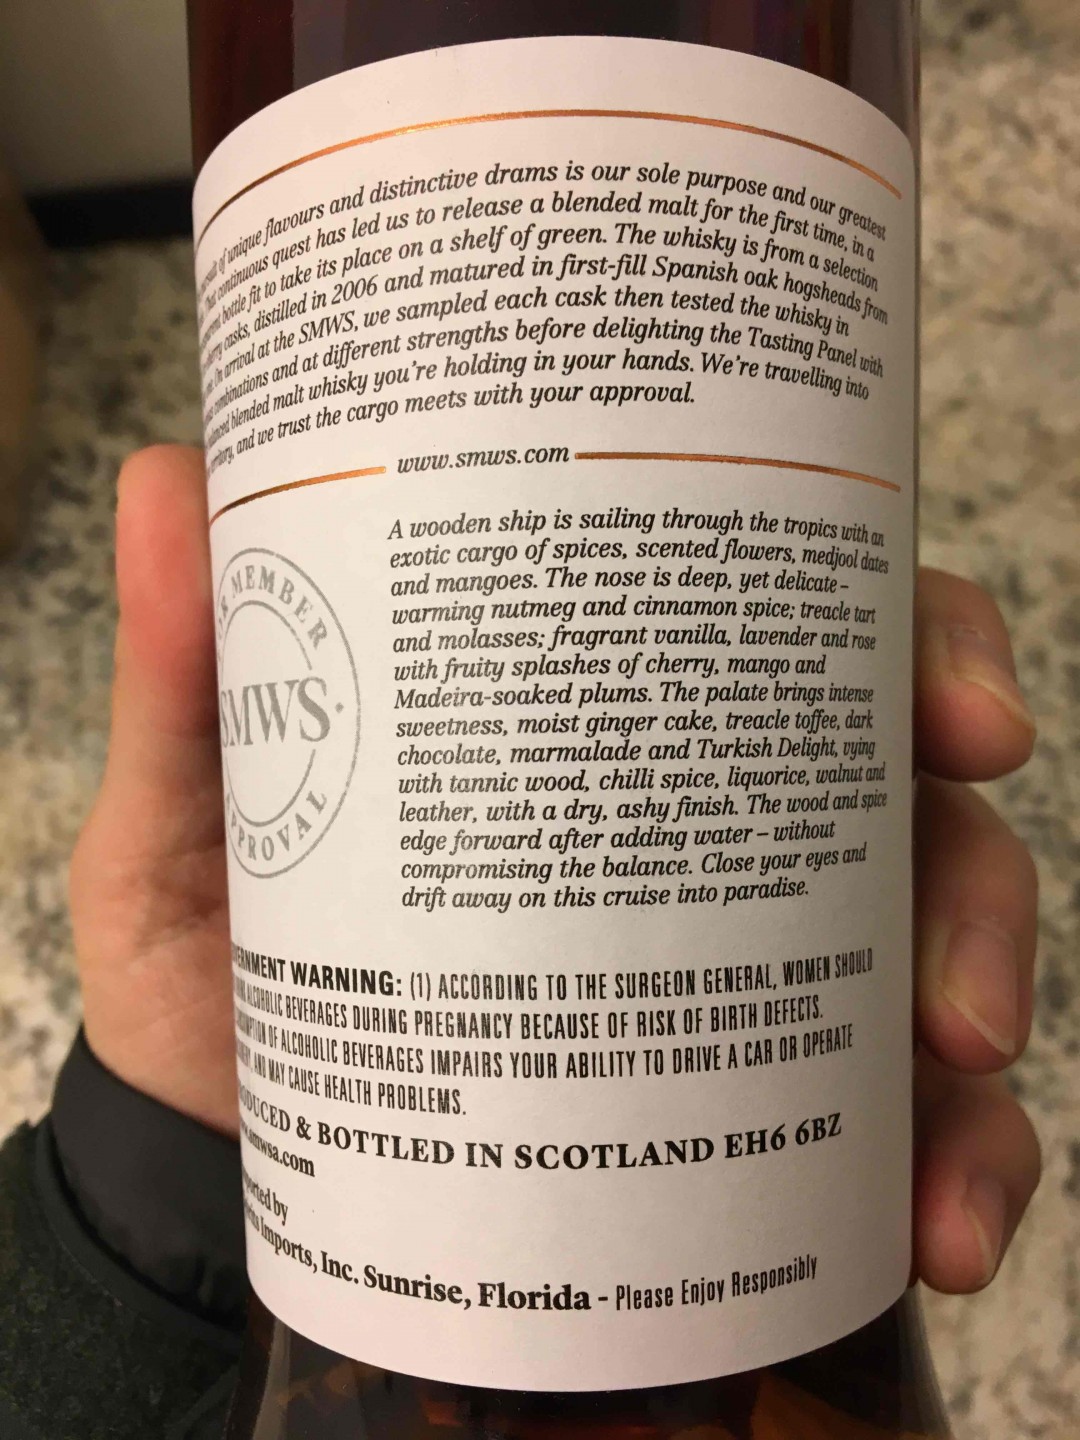 of unique flavours and distinctive drams is our sole purpose and our greatest
That continuous quest has led us to release a blended malt for the first time, in a
bottle fit to take its place on a shelf of green. The whisky is from a selection
casks, distilled in 2006 and matured in first-fill Spanish oak hogsheads from
On arrival at the SMWS, we sampled each cask then tested the whisky in
combinations and at different strengths before delighting the Tasting Panel with
blended malt whisky you're holding in your hands. We're travelling into
and we trust the cargo meets with your approval.
www.smws.com
A wooden ship is sailing through the tropics with an
exotic cargo of spices, scented flowers, medjool dates
and mangoes. The nose is deep, yet delicate –
warming nutmeg and cinnamon spice; treacle tart
and molasses; fragrant vanilla, lavender and rose
with fruity splashes of cherry, mango and
Madeira-soaked plums. The palate brings intense
sweetness, moist ginger cake, treacle toffee, dark
chocolate, marmalade and Turkish Delight, vying
with tannic wood, chilli spice, liquorice, walnut and
leather, with a dry, ashy finish. The wood and spice
edge forward after adding water – without
compromising the balance. Close your eyes and
drift away on this cruise into paradise.
MEMBER
SMWS
APPROVAL
WARNING: (1) ACCORDING TO THE SURGEON GENERAL, WOMEN SHOULD
ALCOHOLIC BEVERAGES DURING PREGNANCY BECAUSE OF RISK OF BIRTH DEFECTS.
OF ALCOHOLIC BEVERAGES IMPAIRS YOUR ABILITY TO DRIVE A CAR OR OPERATE
AND MAY CAUSE HEALTH PROBLEMS.
& BOTTLED IN SCOTLAND EH6 6BZ
by
Imports, Inc. Sunrise, Florida - Please Enjoy Responsibly